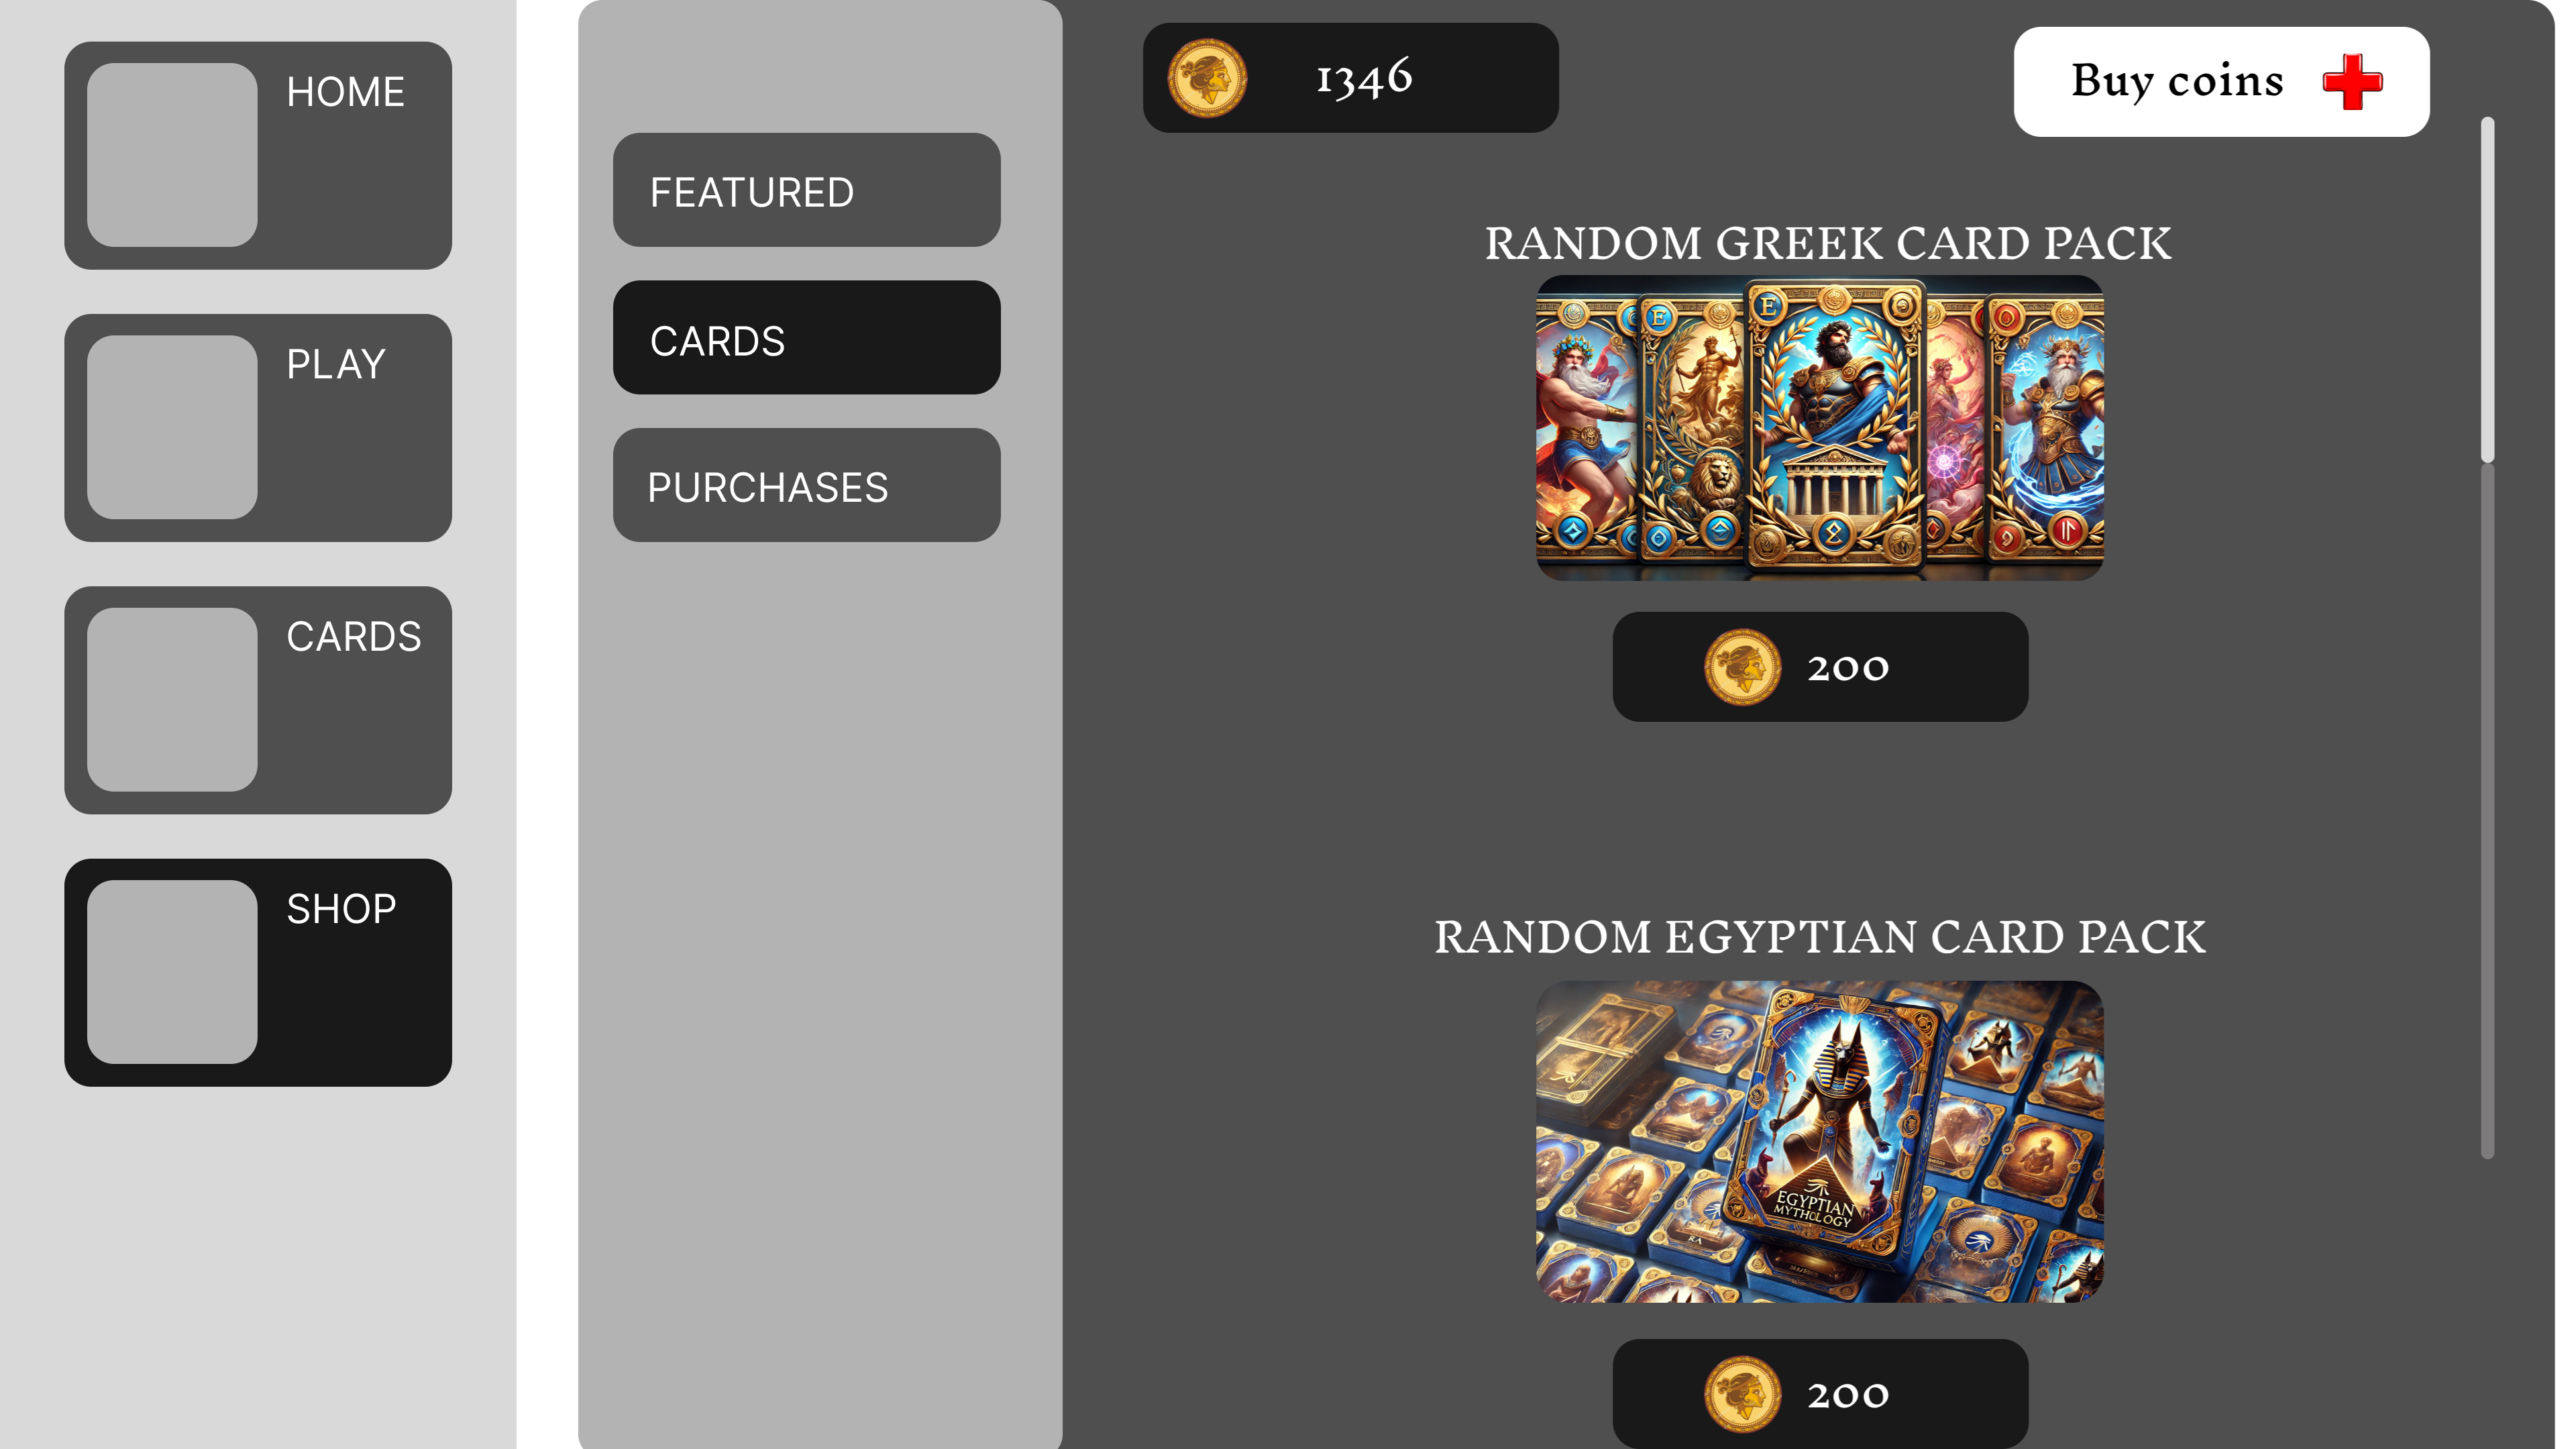 HOME
PLAY
CARDS
SHOP
FEATURED
CARDS
PURCHASES
1346
Buy coins
RANDOM GREEK CARD PACK
E
E
200
RANDOM EGYPTIAN CARD PACK
EGYPTIAN
MYTHOLOGY
RA
200